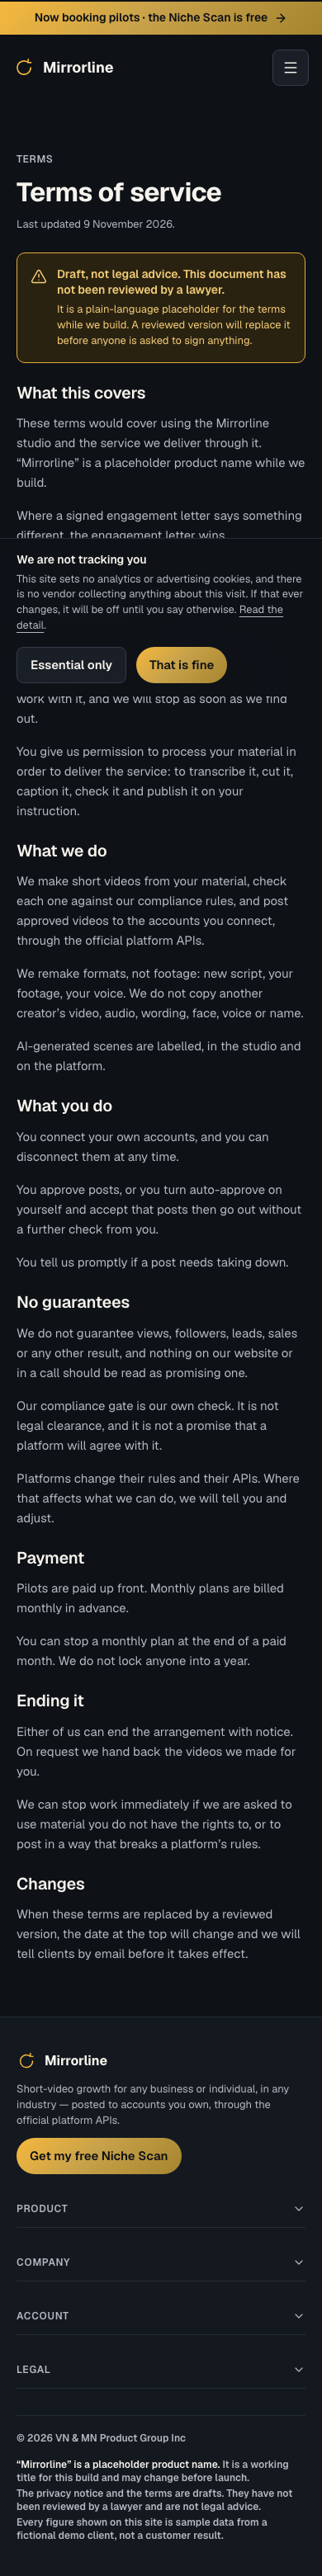 Now booking pilots · the Niche Scan is free →
Mirrorline
TERMS
Terms of service
Last updated 9 November 2026.
Draft, not legal advice. This document has
not been reviewed by a lawyer.
It is a plain-language placeholder for the terms
while we build. A reviewed version will replace it
before anyone is asked to sign anything.
What this covers
These terms would cover using the Mirrorline
studio and the service we deliver through it.
“Mirrorline” is a placeholder product name while we
build.
Where a signed engagement letter says something
different, the engagement letter wins.
We are not tracking you
This site sets no analytics or advertising cookies, and there
is no vendor collecting anything about this visit. If that ever
changes, it will be off until you say otherwise. Read the
detail.
Essential only
That is fine
work with it, and we will stop as soon as we find
out.
You give us permission to process your material in
order to deliver the service: to transcribe it, cut it,
caption it, check it and publish it on your
instruction.
What we do
We make short videos from your material, check
each one against our compliance rules, and post
approved videos to the accounts you connect,
through the official platform APIs.
We remake formats, not footage: new script, your
footage, your voice. We do not copy another
creator’s video, audio, wording, face, voice or name.
AI-generated scenes are labelled, in the studio and
on the platform.
What you do
You connect your own accounts, and you can
disconnect them at any time.
You approve posts, or you turn auto-approve on
yourself and accept that posts then go out without
a further check from you.
You tell us promptly if a post needs taking down.
No guarantees
We do not guarantee views, followers, leads, sales
or any other result, and nothing on our website or
in a call should be read as promising one.
Our compliance gate is our own check. It is not
legal clearance, and it is not a promise that a
platform will agree with it.
Platforms change their rules and their APIs. Where
that affects what we can do, we will tell you and
adjust.
Payment
Pilots are paid up front. Monthly plans are billed
monthly in advance.
You can stop a monthly plan at the end of a paid
month. We do not lock anyone into a year.
Ending it
Either of us can end the arrangement with notice.
On request we hand back the videos we made for
you.
We can stop work immediately if we are asked to
use material you do not have the rights to, or to
post in a way that breaks a platform’s rules.
Changes
When these terms are replaced by a reviewed
version, the date at the top will change and we will
tell clients by email before it takes effect.
Mirrorline
Short-video growth for any business or individual, in any
industry — posted to accounts you own, through the
official platform APIs.
Get my free Niche Scan
PRODUCT
COMPANY
ACCOUNT
LEGAL
© 2026 VN & MN Product Group Inc
“Mirrorline” is a placeholder product name. It is a working
title for this build and may change before launch.
The privacy notice and the terms are drafts. They have not
been reviewed by a lawyer and are not legal advice.
Every figure shown on this site is sample data from a
fictional demo client, not a customer result.